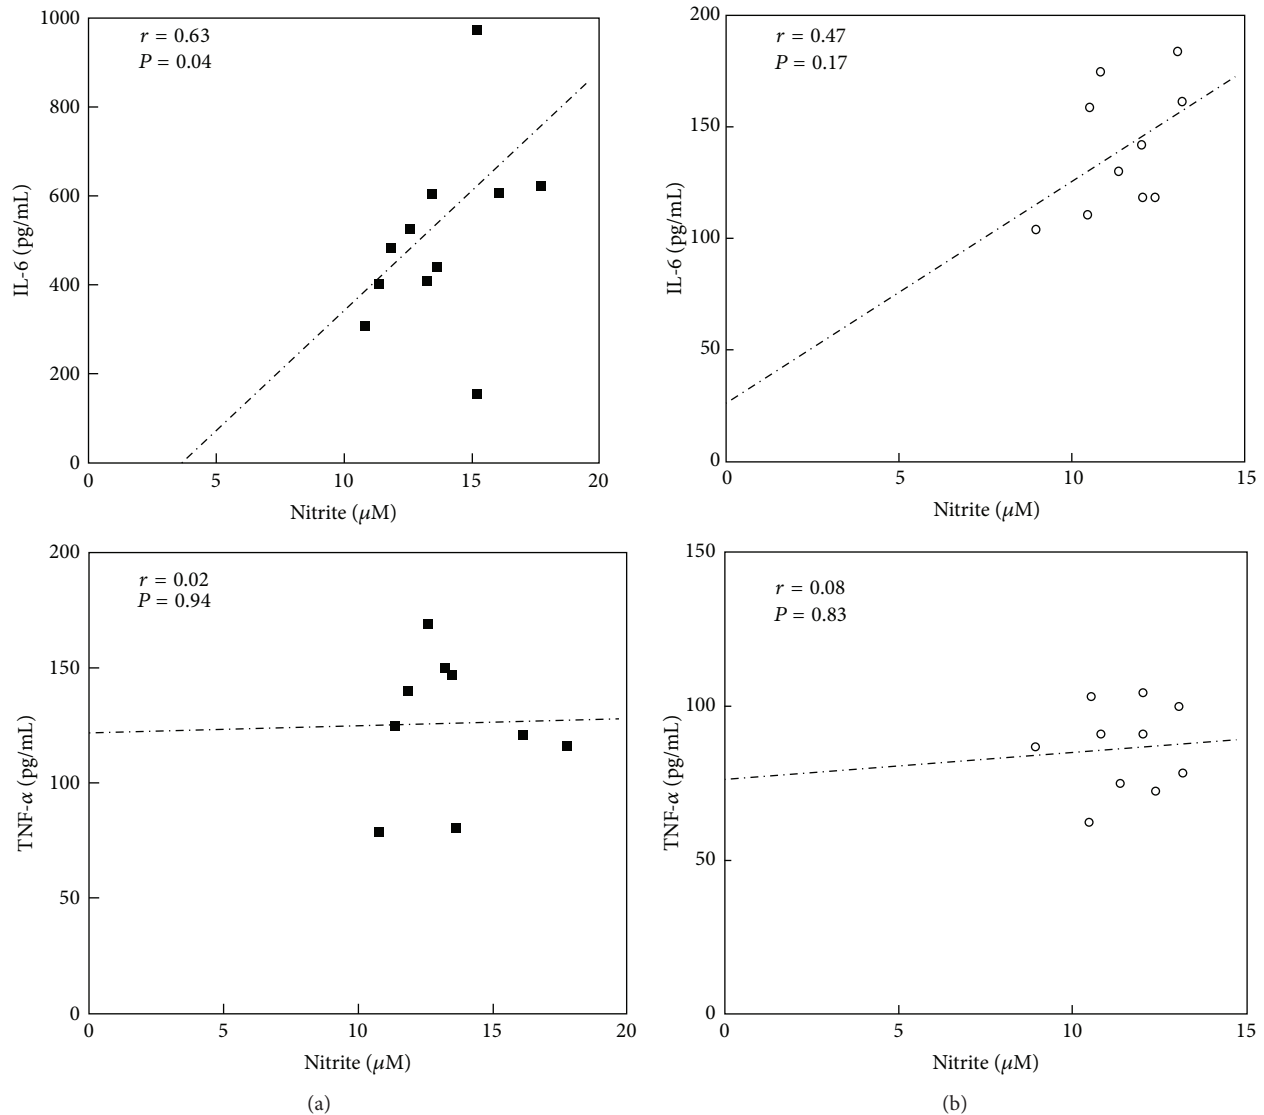 1000
800
600
400
200
0
IL-6 (pg/mL)
r = 0.63
P = 0.04
0 5 10 15 20
Nitrite (μM)
200
150
100
50
0
IL-6 (pg/mL)
r = 0.47
P = 0.17
0 5 10 15
Nitrite (μM)
200
150
100
50
0
TNF-α (pg/mL)
r = 0.02
P = 0.94
0 5 10 15 20
Nitrite (μM)
(a)
150
100
50
0
TNF-α (pg/mL)
r = 0.08
P = 0.83
0 5 10 15
Nitrite (μM)
(b)